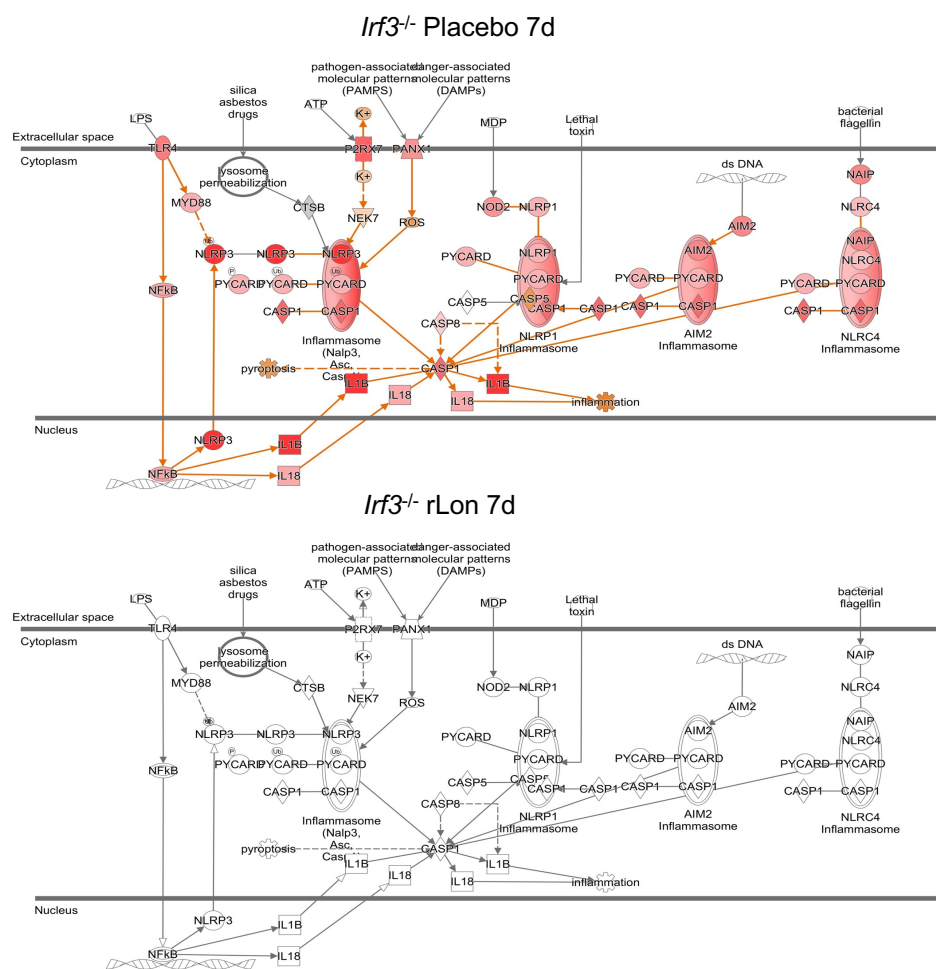 Irf3-/- Placebo 7d
pathogen-associated
molecular patterns
(PAMPS)
danger-associated
molecular patterns
(DAMPs)
silica
asbestos
drugs
LPS
ATP
K+
MDP
Lethal
toxin
bacterial
flagellin
Extracellular space
Cytoplasm
TLR4
P2RX7
PANX1
ds DNA
lysosome
permeabilization
K+
NAIP
MYD88
CTSB
NEK7
ROS
NOD2
NLRP1
NLRC4
AIM2
Ub
NLRP3
NLRP3
NLRP3
NLRP1
AIM2
NAIP
NLRC4
P
Ub
Ub
NFkB
PYCARD
PYCARD
PYCARD
PYCARD
PYCARD
PYCARD
PYCARD
PYCARD
PYCARD
CASP1
CASP1
CASP5
CASP5
CASP1
CASP1
CASP1
CASP1
CASP1
CASP1
CASP8
Inflammasome
(Nalp3,
Asc,
NLRP1
Inflammasome
AIM2
Inflammasome
NLRC4
Inflammasome
pyroptosis
CASP1
IL1B
IL1B
IL18
IL18
inflammation
Nucleus
NLRP3
IL1B
NFkB
IL18
Irf3-/- rLon 7d
pathogen-associated
molecular patterns
(PAMPS)
danger-associated
molecular patterns
(DAMPs)
silica
asbestos
drugs
LPS
ATP
K+
MDP
Lethal
toxin
bacterial
flagellin
Extracellular space
Cytoplasm
TLR4
P2RX7
PANX1
ds DNA
lysosome
permeabilization
K+
NAIP
MYD88
CTSB
NEK7
ROS
NOD2
NLRP1
NLRC4
AIM2
NLRP3
NLRP3
NLRP3
NLRP1
AIM2
NAIP
NLRC4
P
Ub
Ub
NFkB
PYCARD
PYCARD
PYCARD
PYCARD
PYCARD
PYCARD
PYCARD
PYCARD
PYCARD
CASP1
CASP1
CASP5
CASP5
CASP1
CASP1
CASP1
CASP1
CASP1
CASP1
CASP8
Inflammasome
(Nalp3,
Asc,
NLRP1
Inflammasome
AIM2
Inflammasome
NLRC4
Inflammasome
pyroptosis
CASP1
IL1B
IL1B
IL18
IL18
inflammation
Nucleus
NLRP3
IL1B
NFkB
IL18